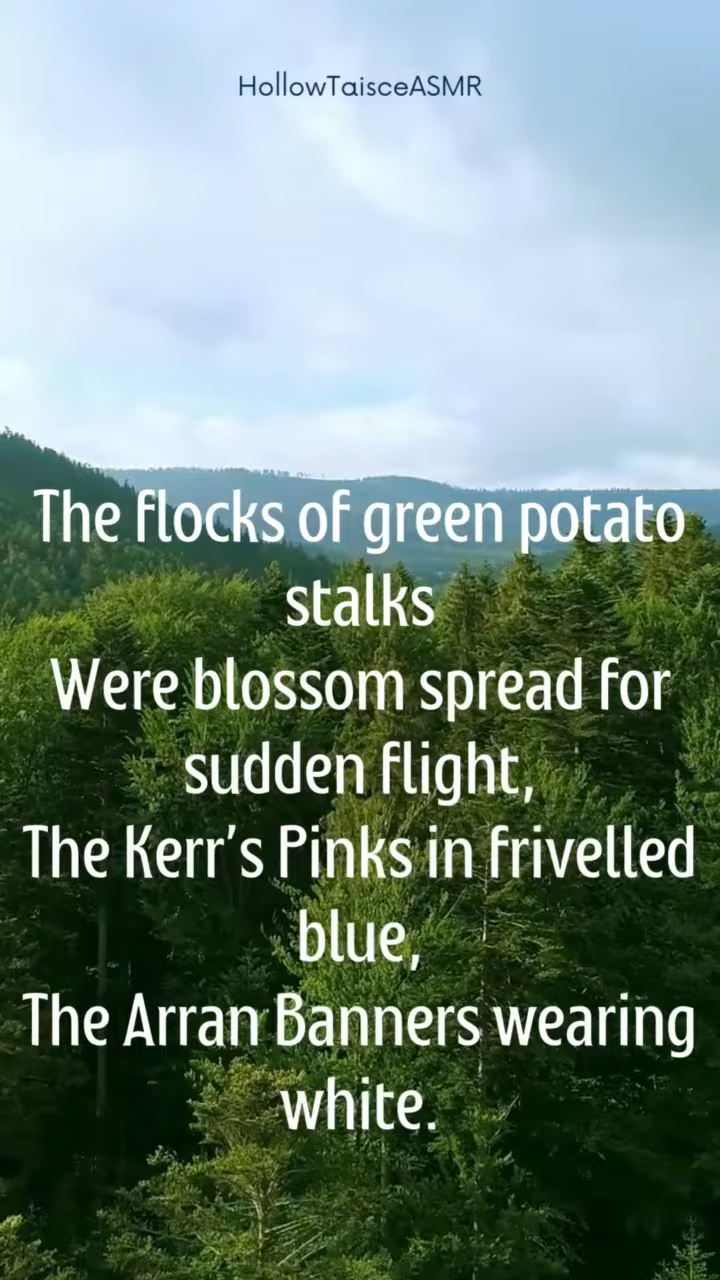 HollowTaisceASMR
The flocks of green potato
stalks
Were blossom spread for
sudden flight,
The Kerr's Pinks in frivelled
blue,
The Arran Banners wearing
white.